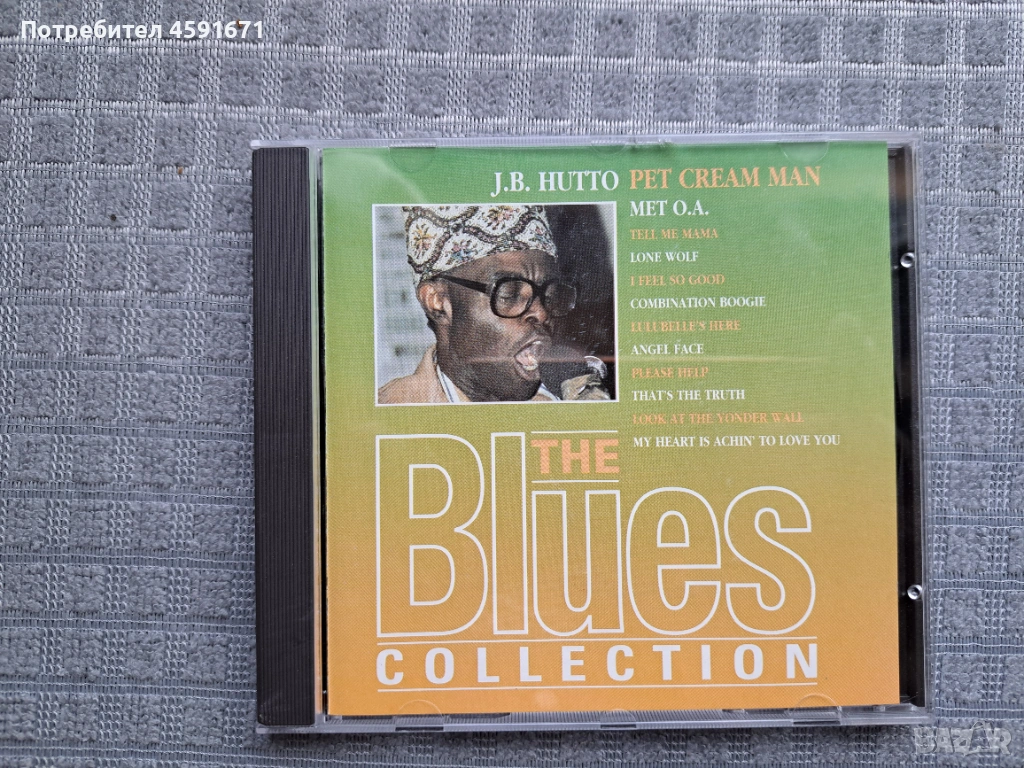 Потребител 4591671
J.B. HUTTO PET CREAM MAN
MET O.A.
TELL ME MAMA
LONE WOLF
I FEEL SO GOOD
COMBINATION BOOGIE
LULUBELLE'S HERE
ANGEL FACE
PLEASE HELP
THAT'S THE TRUTH
LOOK AT THE YONDER WALL
MY HEART IS ACHIN' TO LOVE YOU
THE
Blues
COLLECTION
BAZAR